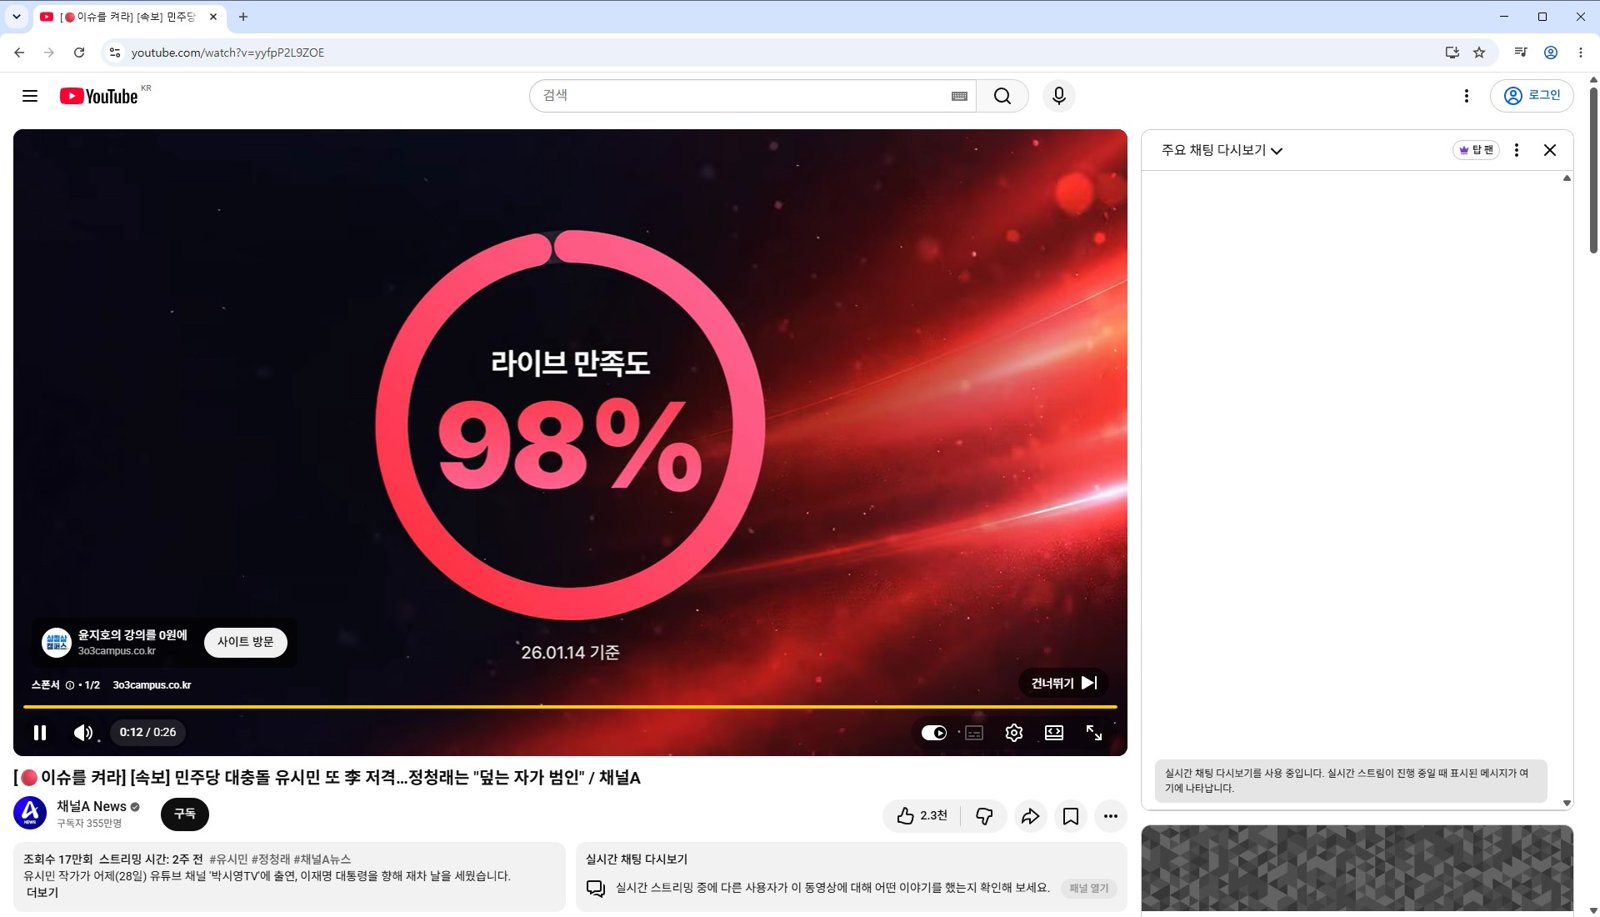 [🔴이슈를 켜라] [속보] 민주당
youtube.com/watch?v=yyfpP2L9ZOE
YouTube KR
검색
로그인
라이브 만족도
98%
26.01.14 기준
윤지호의 강의를 0원에
3o3campus.co.kr
사이트 방문
삼점삼
캠퍼스
스폰서 · 1/2 3o3campus.co.kr
건너뛰기
0:12 / 0:26
주요 채팅 다시보기
탑 팬
실시간 채팅 다시보기를 사용 중입니다. 실시간 스트림이 진행 중일 때 표시된 메시지가 여
기에 나타납니다.
[🔴이슈를 켜라] [속보] 민주당 대충돌 유시민 또 李 저격...정청래는 "덮는 자가 범인" / 채널A
채널A News
구독자 355만명
구독
2.3천
조회수 17만회 스트리밍 시간: 2주 전 #유시민 #정청래 #채널A뉴스
유시민 작가가 어제(28일) 유튜브 채널 '박시영TV'에 출연, 이재명 대통령을 향해 재차 날을 세웠습니다.
더보기
실시간 채팅 다시보기
실시간 스트리밍 중에 다른 사용자가 이 동영상에 대해 어떤 이야기를 했는지 확인해 보세요.
패널 열기